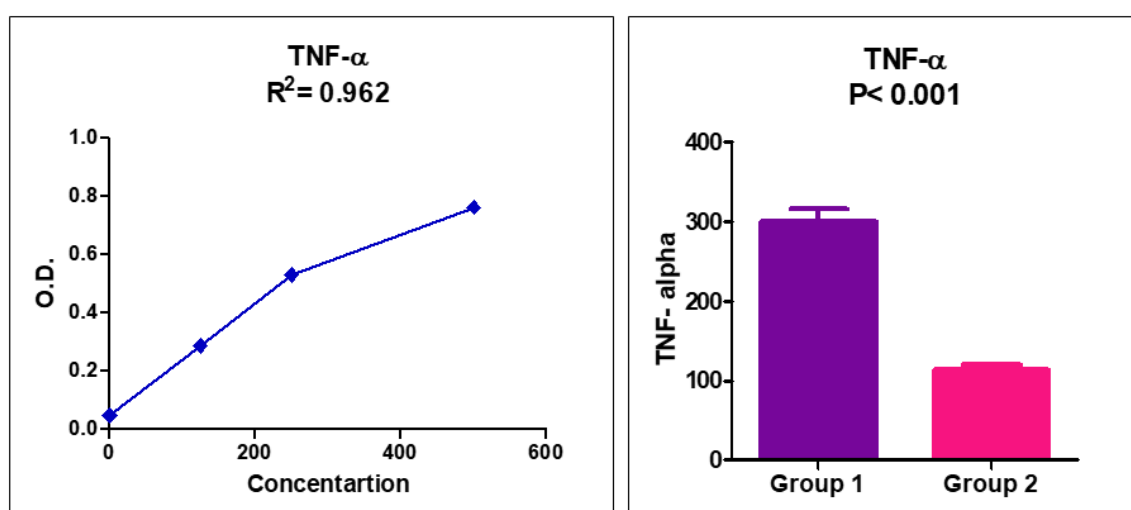 TNF-α
R²= 0.962
1.0
0.8
0.6
0.4
0.2
0.0
O.D.
0 200 400 600
Concentartion
TNF-α
P< 0.001
400
300
200
100
0
TNF- alpha
Group 1 Group 2